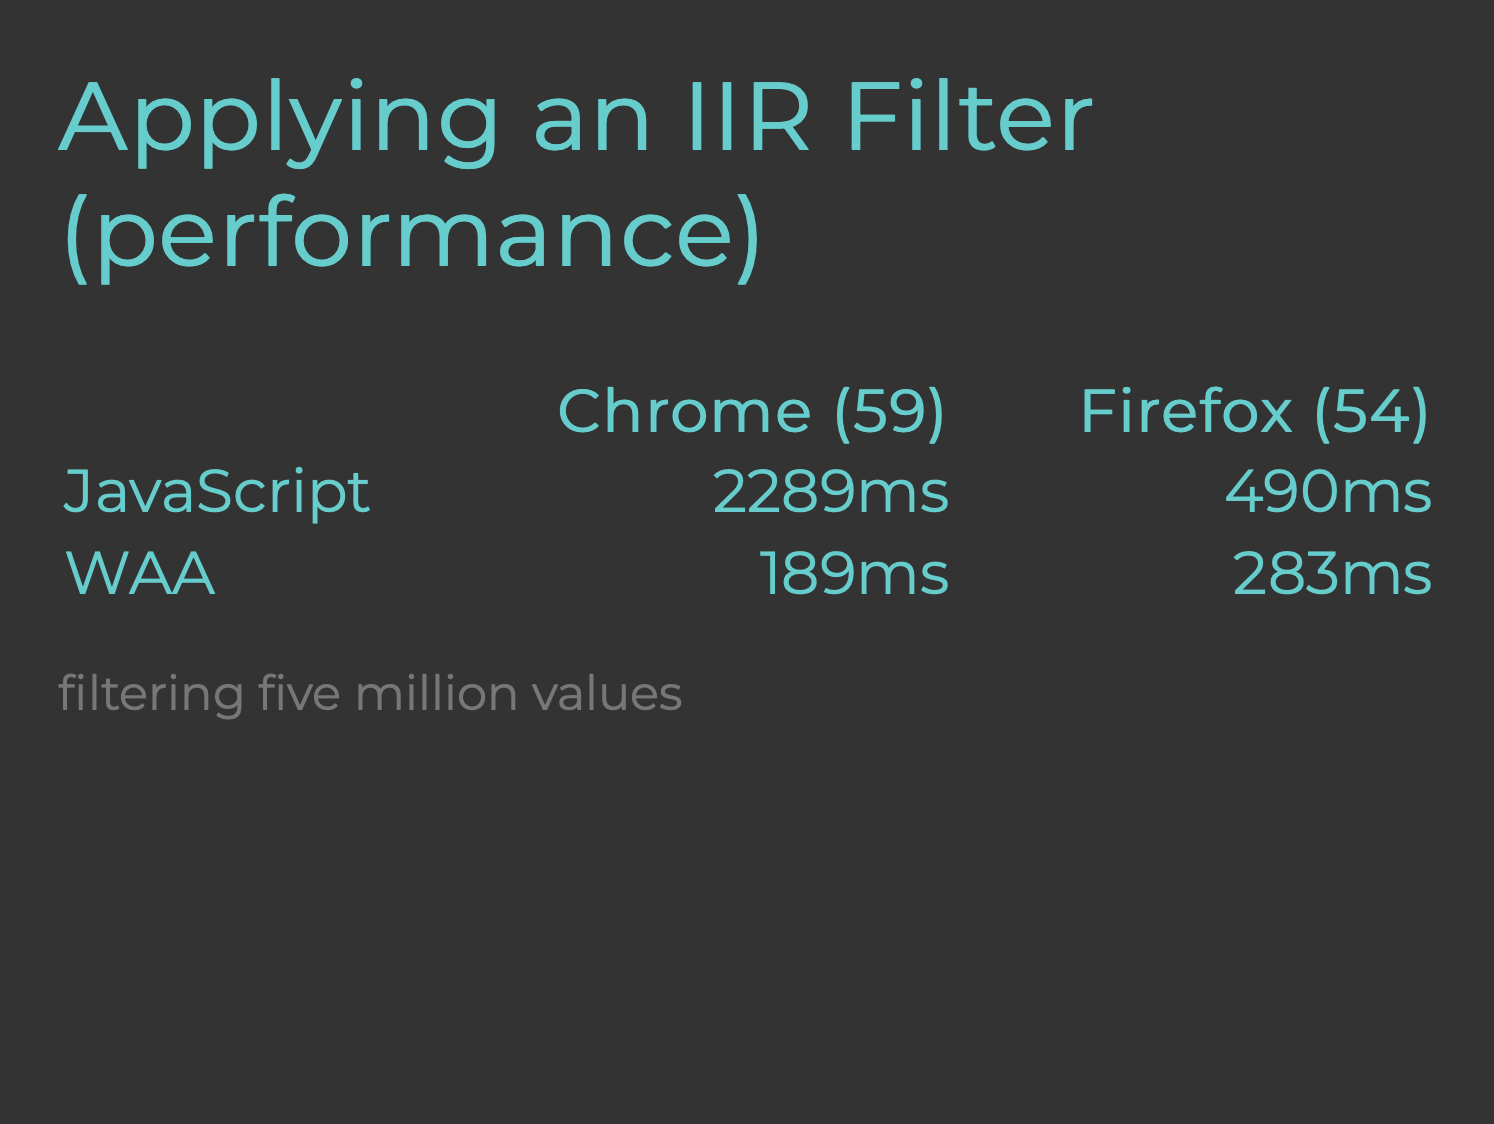 Applying an IIR Filter
(performance)
Chrome (59) Firefox (54)
JavaScript 2289ms 490ms
WAA 189ms 283ms
filtering five million values